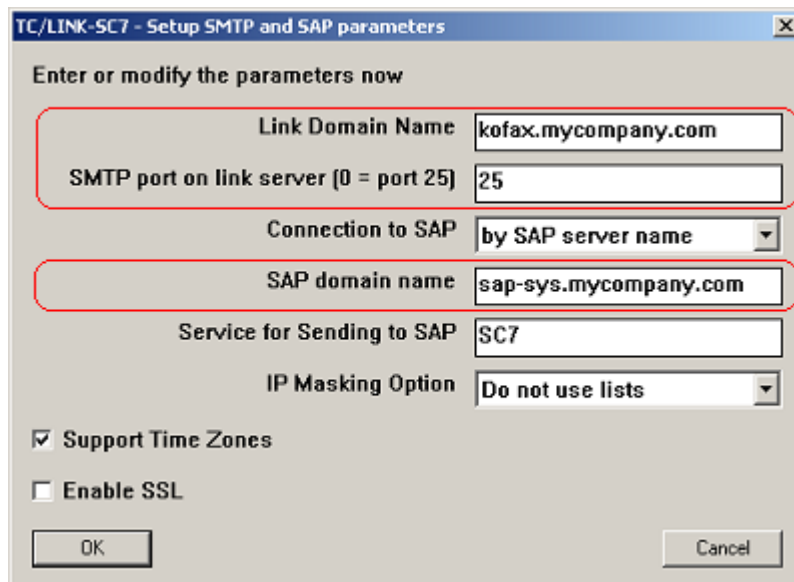 TC/LINK-SC7 - Setup SMTP and SAP parameters
Enter or modify the parameters now
Link Domain Name kofax.mycompany.com
SMTP port on link server (0 = port 25) 25
Connection to SAP by SAP server name
SAP domain name sap-sys.mycompany.com
Service for Sending to SAP SC7
IP Masking Option Do not use lists
Support Time Zones
Enable SSL
OK Cancel